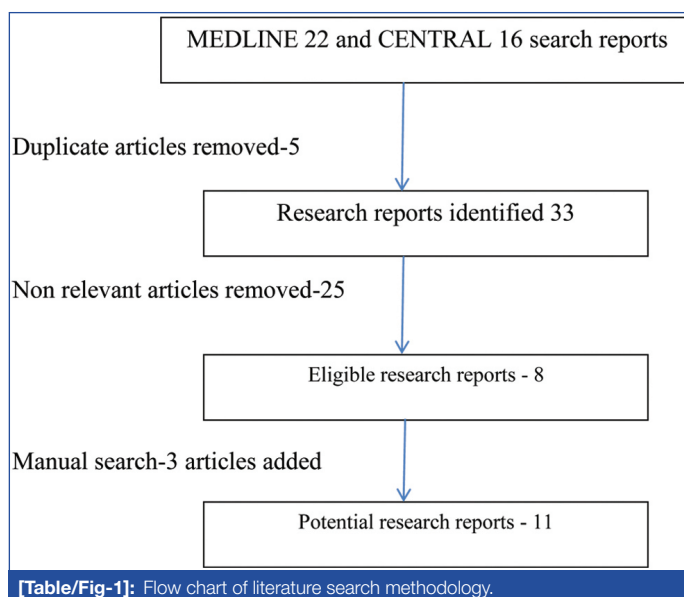 MEDLINE 22 and CENTRAL 16 search reports
Duplicate articles removed-5
Research reports identified 33
Non relevant articles removed-25
Eligible research reports - 8
Manual search-3 articles added
Potential research reports - 11
[Table/Fig-1]: Flow chart of literature search methodology.